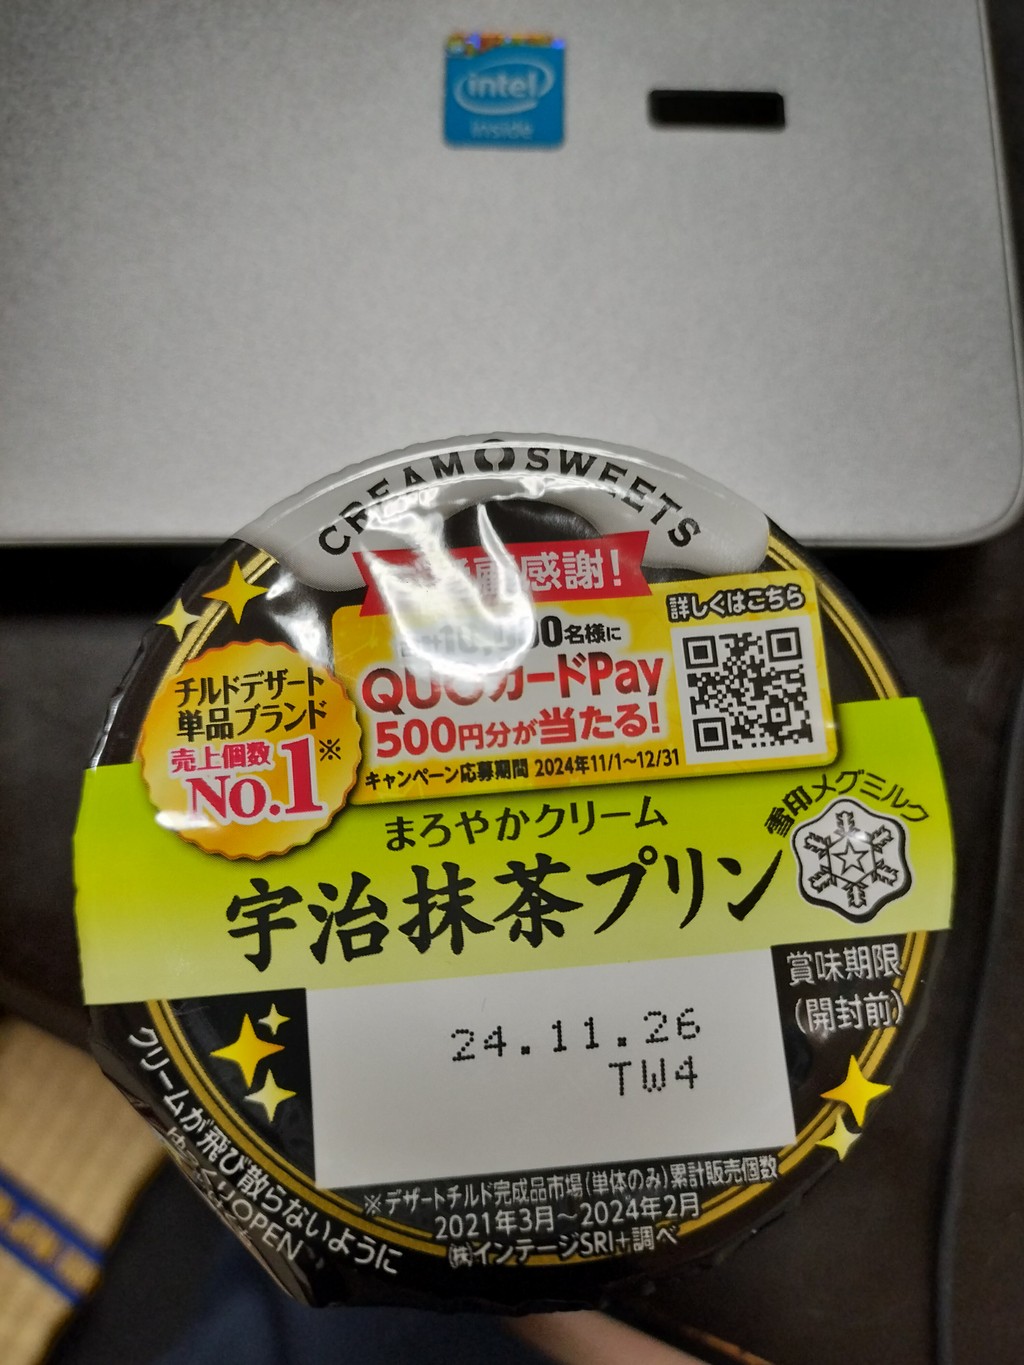 intel
inside
CREAM SWEETS
感謝!
名様に
QUOカードPay
500円分が当たる!
キャンペーン応募期間 2024年11/1~12/31
詳しくはこちら
チルドデザート
単品ブランド
売上個数
No.1※
まろやかクリーム
宇治抹茶プリン
雪印メグミルク
賞味期限
(開封前)
24.11.26
TW4
クリームが飛び散らないように
ゆっくりOPEN
※デザートチルド完成品市場(単体のみ)累計販売個数
2021年3月~2024年2月
㈱インテージSRI+調べ